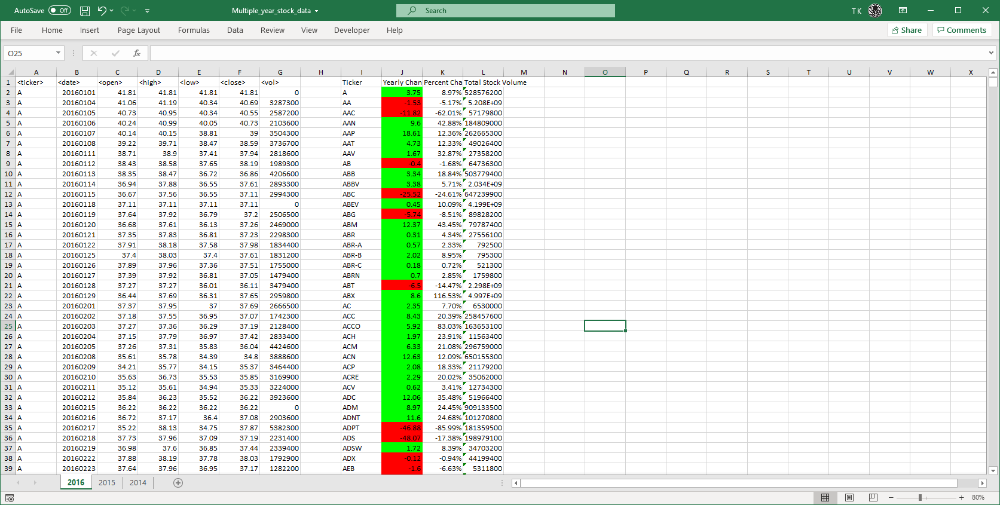 AutoSave Off Multiple_year_stock_data Search TK
File Home Insert Page Layout Formulas Data Review View Developer Help Share Comments
O25 fx
A B C D E F G H I J K L M N O P Q R S T U V W X
1 <ticker> <date> <open> <high> <low> <close> <vol> Ticker Yearly Chan Percent Cha Total Stock Volume
2 A 20160101 41.81 41.81 41.81 41.81 0 A 3.75 8.97% 528576200
3 A 20160104 41.06 41.19 40.34 40.69 3287300 AA -1.53 -5.17% 5.208E+09
4 A 20160105 40.73 40.95 40.34 40.55 2587200 AAC -11.82 -62.01% 57179800
5 A 20160106 40.24 40.99 40.05 40.73 2103600 AAN 9.6 42.88% 184809000
6 A 20160107 40.14 40.15 38.81 39 3504300 AAP 18.61 12.36% 262665300
7 A 20160108 39.22 39.71 38.47 38.59 3736700 AAT 4.73 12.33% 49026400
8 A 20160111 38.71 38.9 37.41 37.94 2818600 AAV 1.67 32.87% 27358200
9 A 20160112 38.43 38.58 37.65 38.19 1989300 AB -0.4 -1.68% 64736300
10 A 20160113 38.35 38.47 36.72 36.86 4206600 ABB 3.34 18.84% 503779400
11 A 20160114 36.94 37.88 36.55 37.61 2893300 ABBV 3.38 5.71% 2.034E+09
12 A 20160115 36.67 37.56 36.55 37.11 2994300 ABC -25.52 -24.61% 647239900
13 A 20160118 37.11 37.11 37.11 37.11 0 ABEV 0.45 10.09% 4.199E+09
14 A 20160119 37.64 37.92 36.79 37.2 2506500 ABG -5.74 -8.51% 89828200
15 A 20160120 36.68 37.61 36.13 37.26 2469000 ABM 12.37 43.45% 79787400
16 A 20160121 37.35 37.83 36.81 37.23 2298300 ABR 0.31 4.34% 27556100
17 A 20160122 37.91 38.18 37.58 37.98 1834400 ABR-A 0.57 2.33% 792500
18 A 20160125 37.4 38.03 37.4 37.61 1831200 ABR-B 2.02 8.95% 795300
19 A 20160126 37.89 37.96 37.36 37.51 1755000 ABR-C 0.18 0.72% 521300
20 A 20160127 37.39 37.92 36.81 37.05 1479400 ABRN 0.7 2.85% 1759800
21 A 20160128 37.27 37.27 36.01 36.11 3479400 ABT -6.5 -14.47% 2.298E+09
22 A 20160129 36.44 37.69 36.31 37.65 2959800 ABX 8.6 116.53% 4.997E+09
23 A 20160201 37.37 37.95 37 37.69 2666500 AC 2.35 7.70% 6530000
24 A 20160202 37.18 37.55 36.95 37.07 1742300 ACC 8.43 20.39% 258457600
25 A 20160203 37.27 37.36 36.29 37.19 2128400 ACCO 5.92 83.03% 163653100
26 A 20160204 37.15 37.79 36.97 37.42 2833400 ACH 1.97 23.91% 11563400
27 A 20160205 37.26 37.31 35.83 36.04 4424600 ACM 6.33 21.08% 296759000
28 A 20160208 35.61 35.78 34.39 34.8 3888600 ACN 12.63 12.09% 650155300
29 A 20160209 34.21 35.77 34.15 35.37 3464400 ACP 2.08 18.33% 21179200
30 A 20160210 35.63 36.73 35.53 35.85 3169900 ACRE 2.29 20.02% 35062000
31 A 20160211 35.12 35.61 34.94 35.33 3224000 ACV 0.62 3.41% 12734300
32 A 20160212 35.84 36.23 35.52 36.22 3923600 ADC 12.06 35.48% 51966400
33 A 20160215 36.22 36.22 36.22 36.22 0 ADM 8.97 24.45% 909133500
34 A 20160216 36.72 37.17 36.4 37.08 2903600 ADNT 11.6 24.68% 101270800
35 A 20160217 35.22 38.13 34.75 37.87 5382300 ADPT -46.88 -85.99% 181359500
36 A 20160218 37.73 37.96 37.09 37.19 2231400 ADS -48.07 -17.38% 198979100
37 A 20160219 36.98 37.6 36.85 37.44 2339400 ADSW 1.72 8.39% 34703200
38 A 20160222 37.88 38.19 37.78 38.03 1792900 ADX -0.12 -0.94% 44199400
39 A 20160223 37.64 37.96 36.95 37.17 1282200 AEB -1.6 -6.63% 5311800
2016 2015 2014
80%